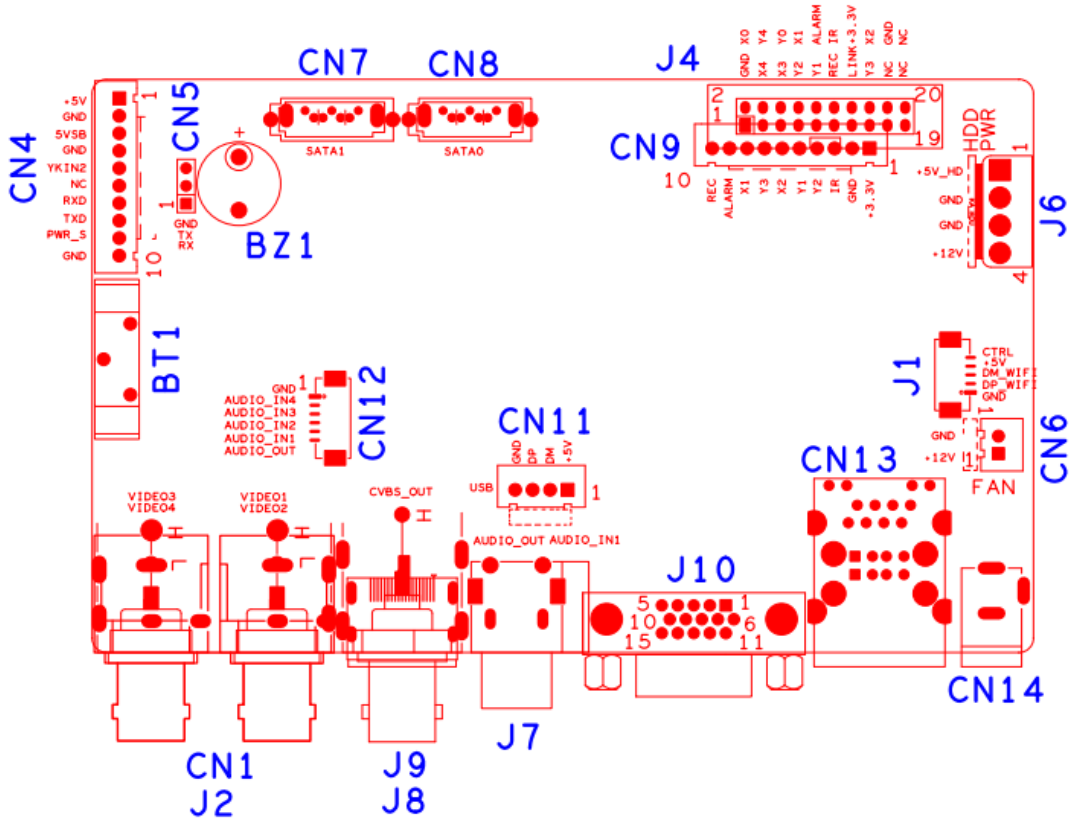 CN7
CN8
J4
GND X0
X4 Y4
X3 Y0
Y2 X1
Y1 ALARM
REC IR
LINK+3.3V
Y3 X2
NC GND
NC NC
2
1
20
19
CN9
10
1
REC
ALARM
X1
Y3
X2
Y1
Y2
IR
GND
+3.3V
SATA1
SATA0
CN4
+5V
GND
5VSB
GND
YKIN2
NC
RXD
TXD
PWR_S
GND
1
10
CN5
1
GND
TX
RX
+
BZ1
HDD
PWR
+5V_HD
GND
GND
+12V
1
4
J6
BT1
J1
CTRL
+5V
DM_WIFI
DP_WIFI
GND
1
CN12
GND 1
AUDIO_IN4
AUDIO_IN3
AUDIO_IN2
AUDIO_IN1
AUDIO_OUT
CN11
GND
DP
DM
+5V
USB
1
CN6
GND
+12V
1
FAN
CN13
VIDEO3
VIDEO4
VIDEO1
VIDEO2
CVBS_OUT
H
H
H
L
L
AUDIO_OUT AUDIO_IN1
J10
5 1
10 6
15 11
CN14
J7
CN1
J2
J9
J8